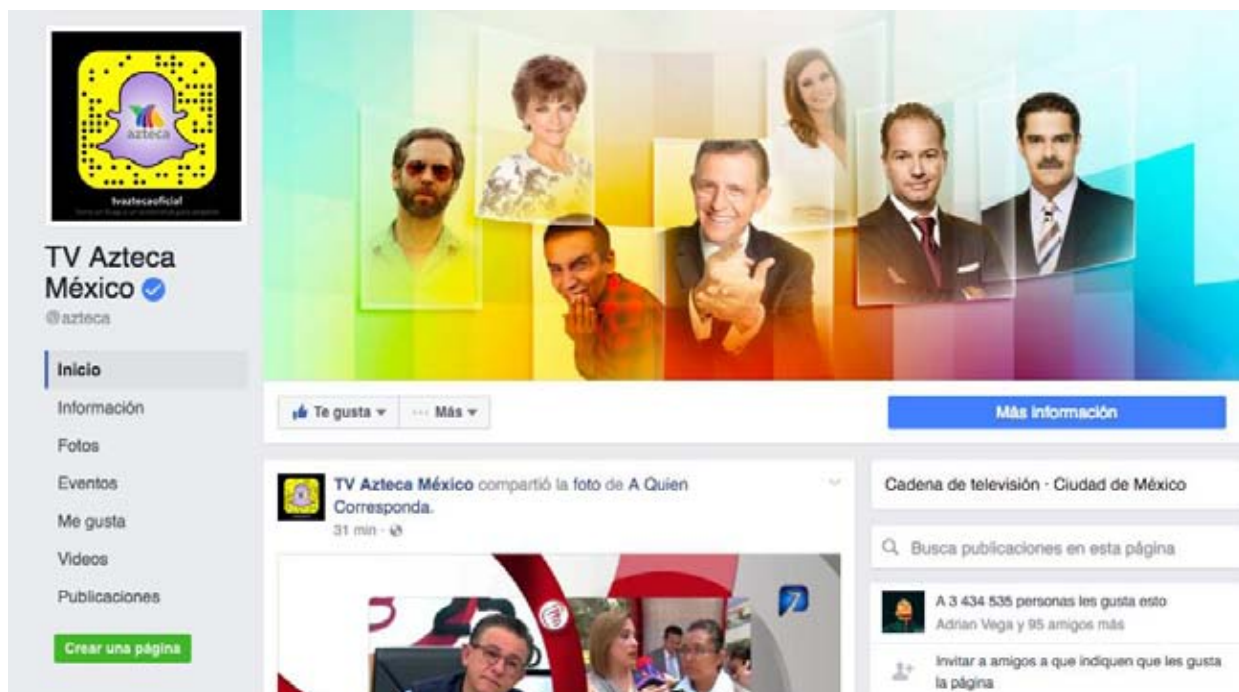 azteca
tvaztecaoficial
TV Azteca
México
@azteca
Inicio
Información
Fotos
Eventos
Me gusta
Videos
Publicaciones
Crear una página
Te gusta
Más
Más información
TV Azteca México compartió la foto de A Quien
Corresponda.
31 min
7
Cadena de televisión · Ciudad de México
Busca publicaciones en esta página
A 3 434 535 personas les gusta esto
Adrian Vega y 95 amigos más
Invitar a amigos a que indiquen que les gusta
la página